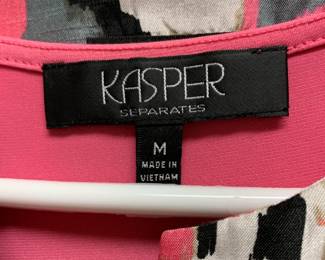 KASPER
SEPARATES
M
MADE IN
VIETNAM